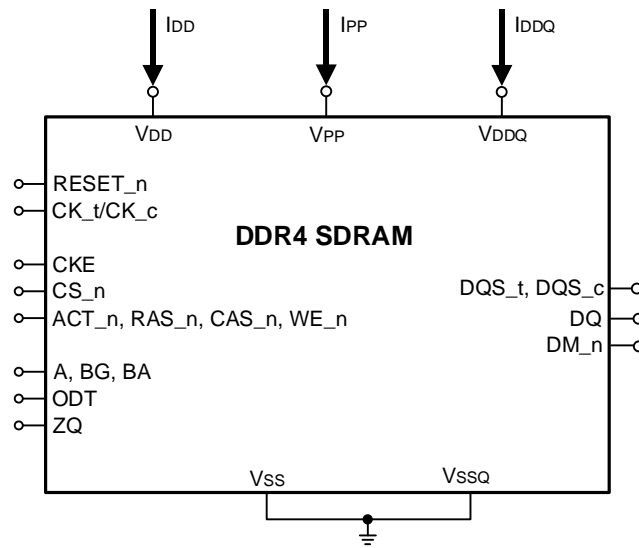 IDD
IPP
IDDQ
VDD
VPP
VDDQ
RESET_n
CK_t/CK_c
DDR4 SDRAM
CKE
CS_n
DQS_t, DQS_c
ACT_n, RAS_n, CAS_n, WE_n
DQ
DM_n
A, BG, BA
ODT
ZQ
VSS
VSSQ